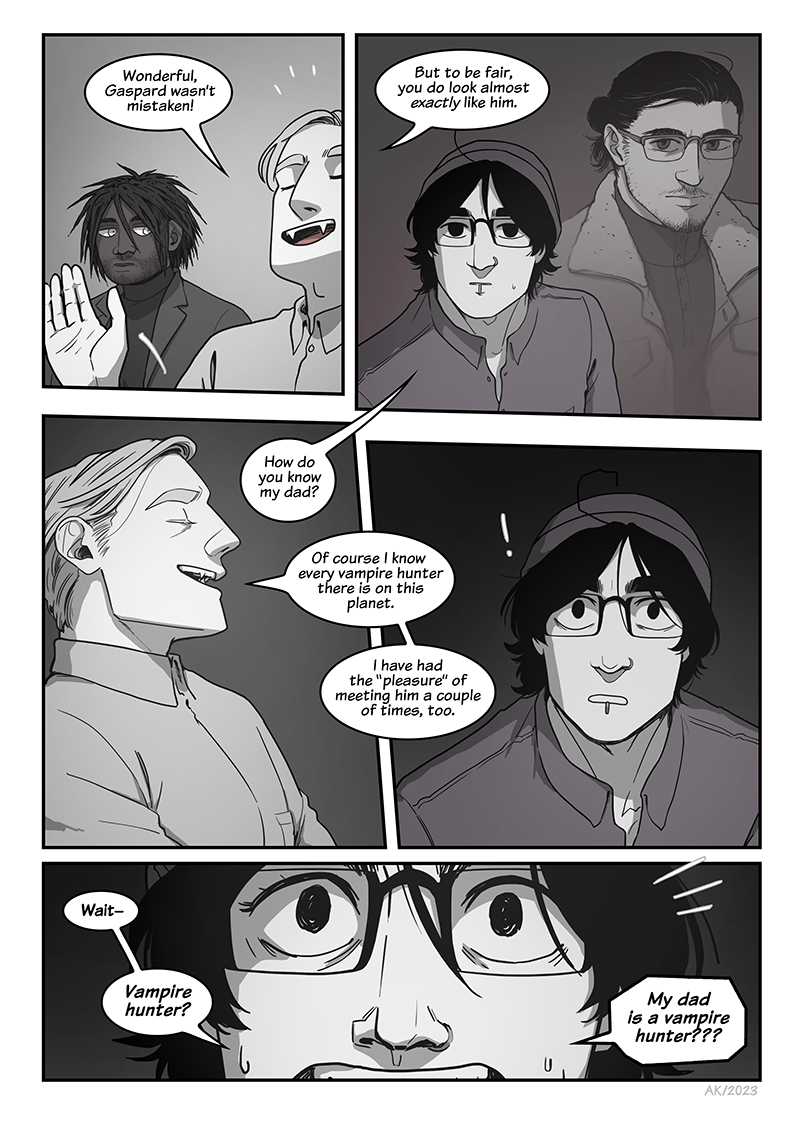 Wonderful,
Gaspard wasn't
mistaken!
But to be fair,
you do look almost
exactly like him.
How do
you know
my dad?
Of course I know
every vampire hunter
there is on this
planet.
I have had
the "pleasure" of
meeting him a couple
of times, too.
Wait–
Vampire
hunter?
My dad
is a vampire
hunter???
AK/2023